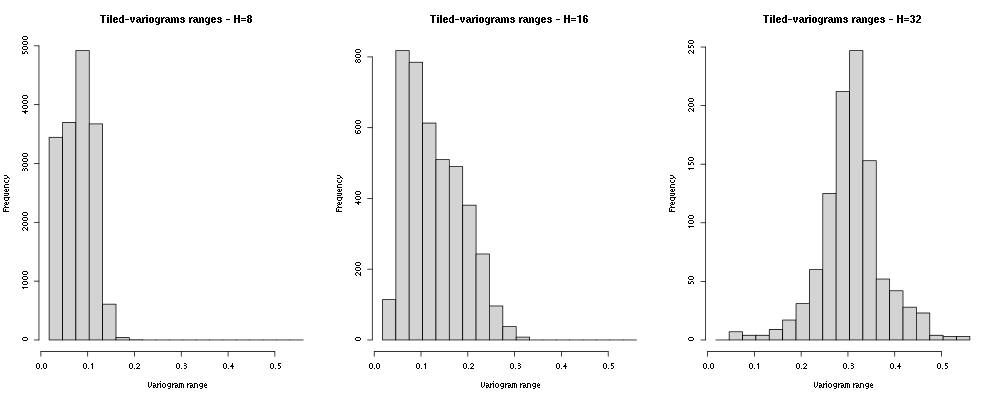 Tiled-variograms ranges - H=8
Frequency
5000
4000
3000
2000
1000
0
0.0 0.1 0.2 0.3 0.4 0.5
Variogram range
Tiled-variograms ranges - H=16
Frequency
800
600
400
200
0
0.0 0.1 0.2 0.3 0.4 0.5
Variogram range
Tiled-variograms ranges - H=32
Frequency
250
200
150
100
50
0
0.0 0.1 0.2 0.3 0.4 0.5
Variogram range